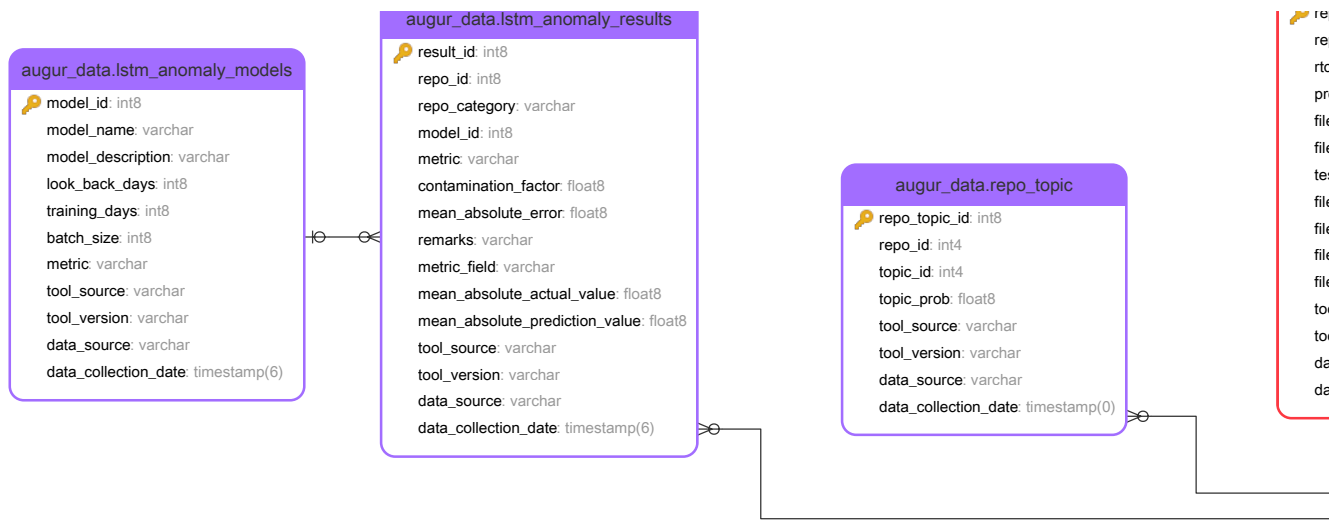 augur_data.lstm_anomaly_models
model_id: int8
model_name: varchar
model_description: varchar
look_back_days: int8
training_days: int8
batch_size: int8
metric: varchar
tool_source: varchar
tool_version: varchar
data_source: varchar
data_collection_date: timestamp(6)
augur_data.lstm_anomaly_results
result_id: int8
repo_id: int8
repo_category: varchar
model_id: int8
metric: varchar
contamination_factor: float8
mean_absolute_error: float8
remarks: varchar
metric_field: varchar
mean_absolute_actual_value: float8
mean_absolute_prediction_value: float8
tool_source: varchar
tool_version: varchar
data_source: varchar
data_collection_date: timestamp(6)
augur_data.repo_topic
repo_topic_id: int8
repo_id: int4
topic_id: int4
topic_prob: float8
tool_source: varchar
tool_version: varchar
data_source: varchar
data_collection_date: timestamp(0)